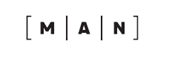 [ M | A | N ]